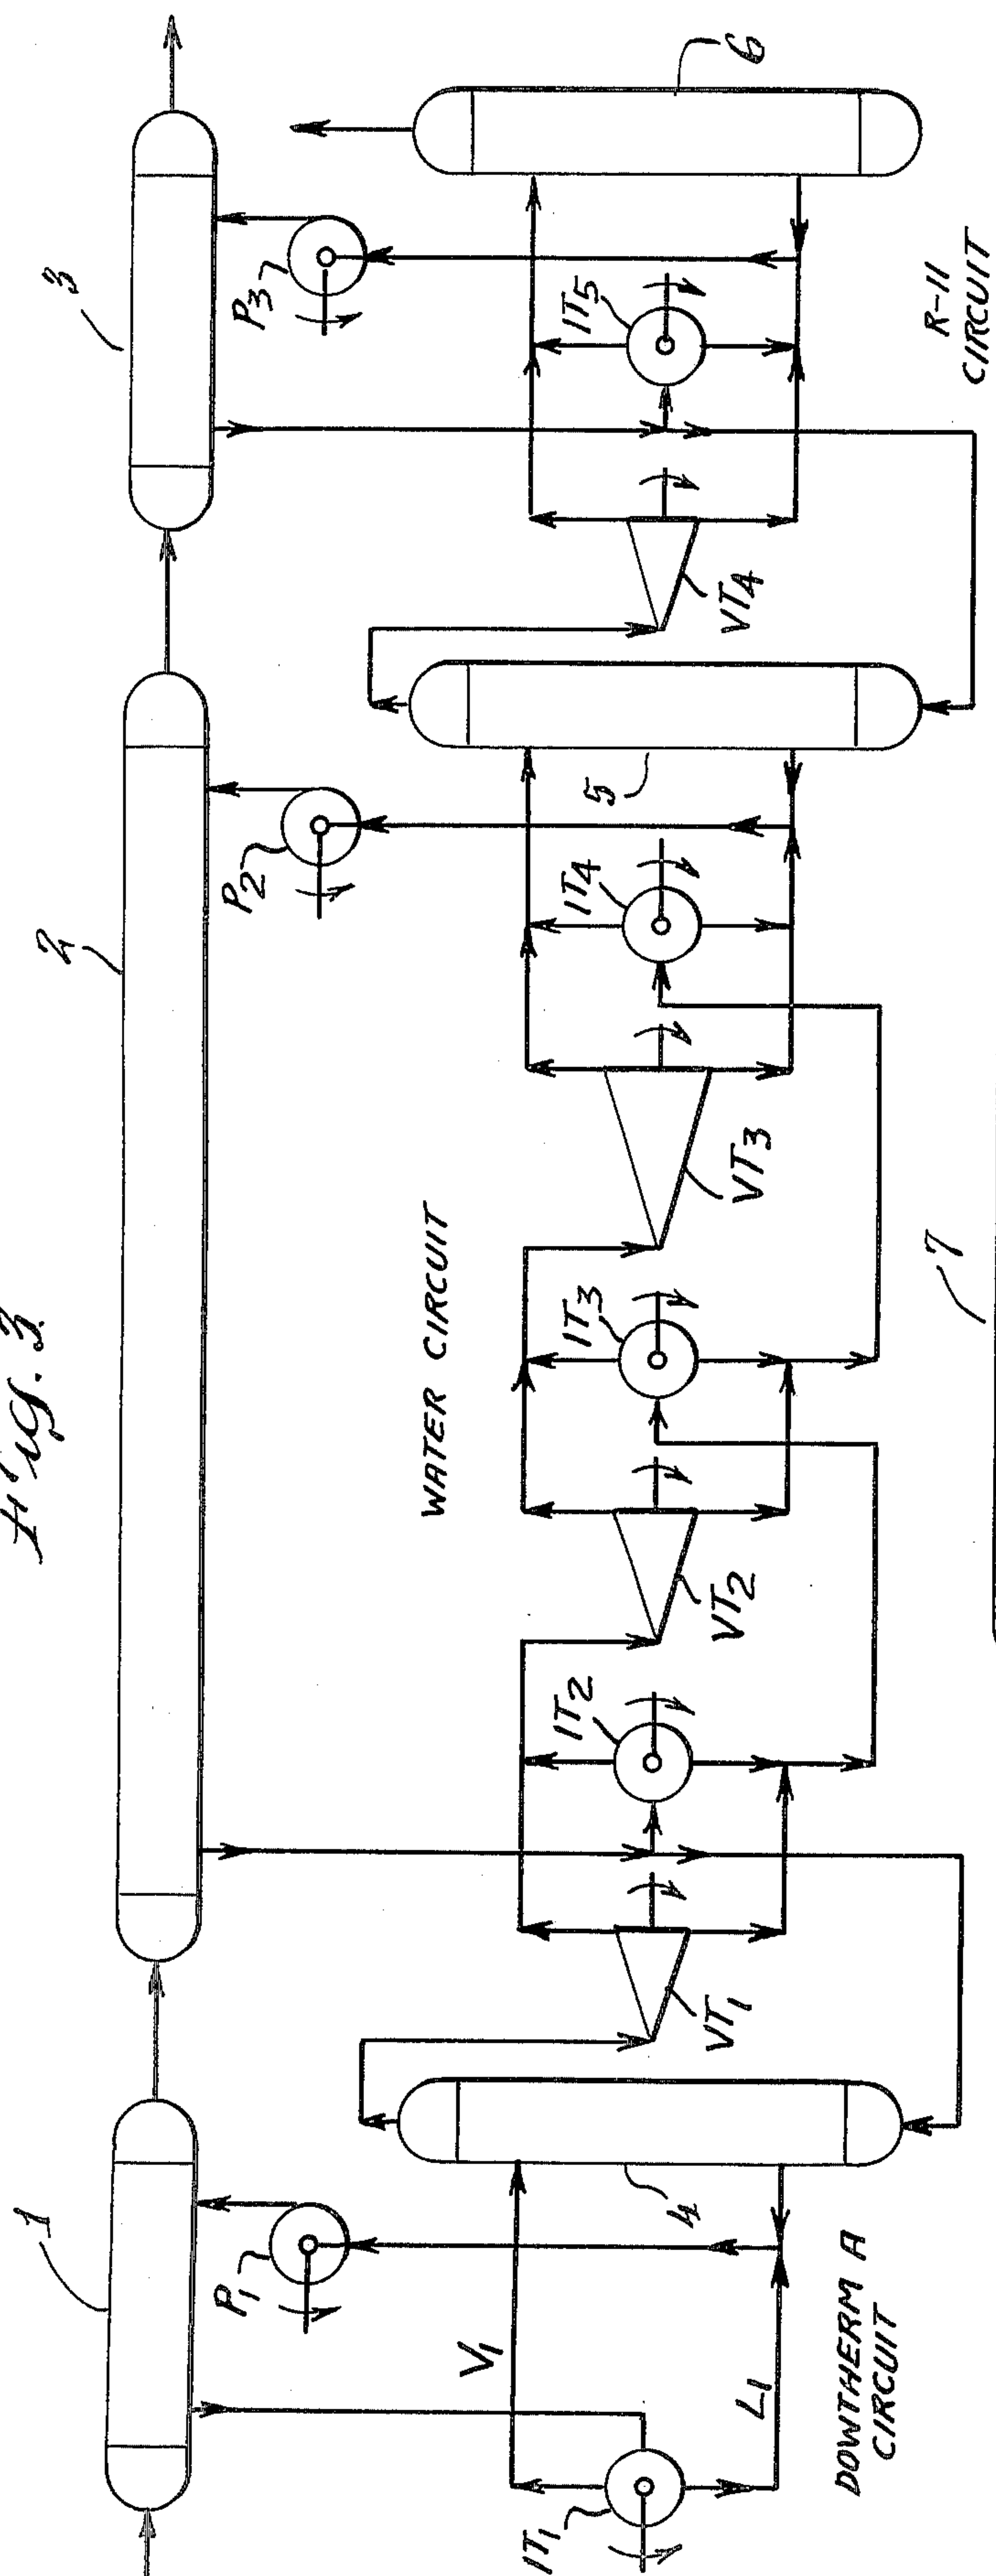 Fig. 3
1
2
3
P1
P2
P3
WATER CIRCUIT
V1
L1
IT1
4
VT1
IT2
VT2
IT3
VT3
IT4
5
VT4
IT5
6
DOWTHERM A
CIRCUIT
7
R-11
CIRCUIT